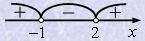 + − +
−1 2 x